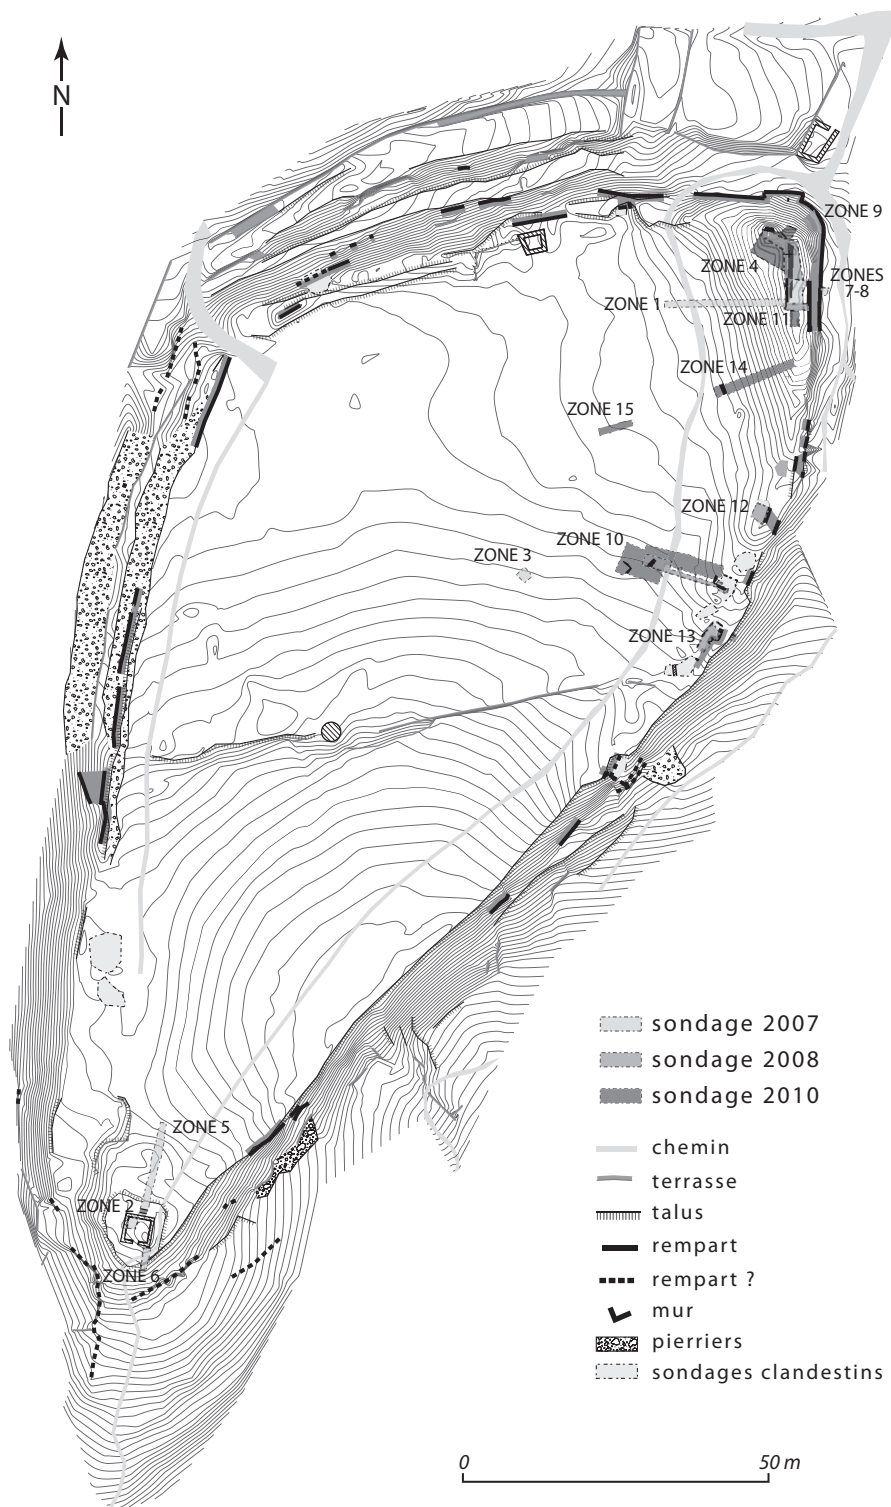 N
ZONE 9
ZONE 4
ZONES
7-8
ZONE 1
ZONE 11
ZONE 14
ZONE 15
ZONE 12
ZONE 10
ZONE 3
ZONE 13
sondage 2007
sondage 2008
sondage 2010
chemin
terrasse
talus
rempart
rempart ?
mur
pierriers
sondages clandestins
ZONE 5
ZONE 2
ZONE 6
0 50 m